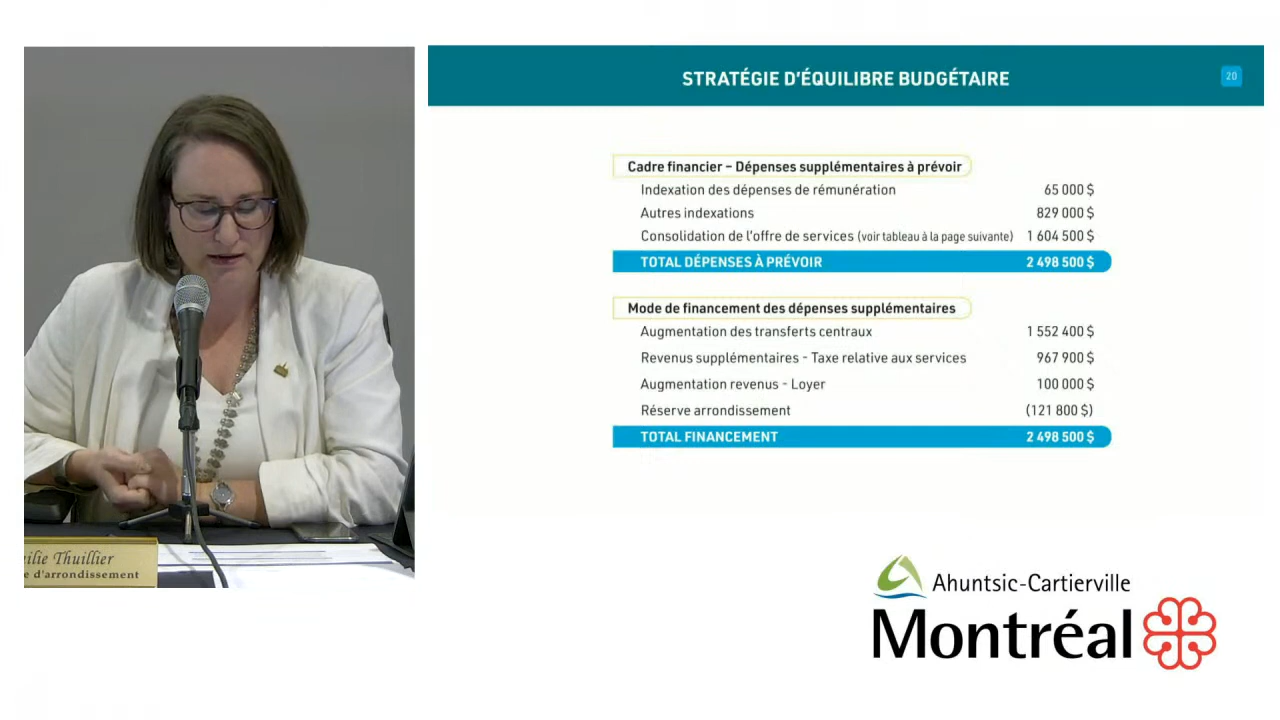 STRATÉGIE D'ÉQUILIBRE BUDGÉTAIRE
20
Cadre financier – Dépenses supplémentaires à prévoir
Indexation des dépenses de rémunération 65 000 $
Autres indexations 829 000 $
Consolidation de l'offre de services (voir tableau à la page suivante) 1 604 500 $
TOTAL DÉPENSES À PRÉVOIR 2 498 500 $
Mode de financement des dépenses supplémentaires
Augmentation des transferts centraux 1 552 400 $
Revenus supplémentaires - Taxe relative aux services 967 900 $
Augmentation revenus - Loyer 100 000 $
Réserve arrondissement (121 800 $)
TOTAL FINANCEMENT 2 498 500 $
ilie Thuillier
e d'arrondissement
Ahuntsic-Cartierville
Montréal